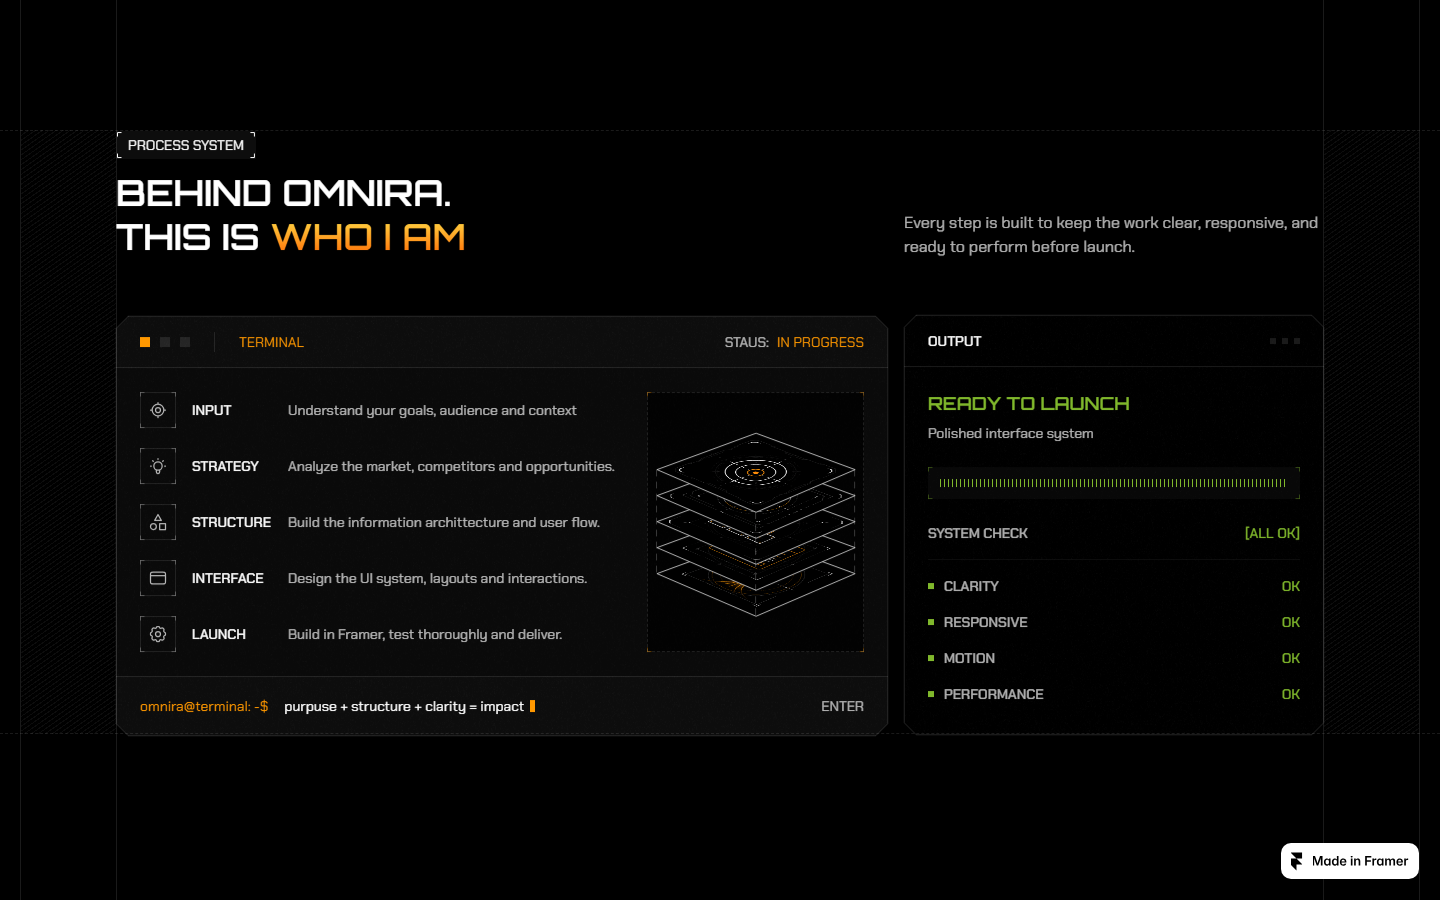 PROCESS SYSTEM
BEHIND OMNIRA.
THIS IS WHO I AM
Every step is built to keep the work clear, responsive, and
ready to perform before launch.
TERMINAL
STAUS: IN PROGRESS
INPUT Understand your goals, audience and context
STRATEGY Analyze the market, competitors and opportunities.
STRUCTURE Build the information archittecture and user flow.
INTERFACE Design the UI system, layouts and interactions.
LAUNCH Build in Framer, test thoroughly and deliver.
omnira@terminal: -$ purpuse + structure + clarity = impact
ENTER
OUTPUT
READY TO LAUNCH
Polished interface system
SYSTEM CHECK [ALL OK]
CLARITY OK
RESPONSIVE OK
MOTION OK
PERFORMANCE OK
Made in Framer